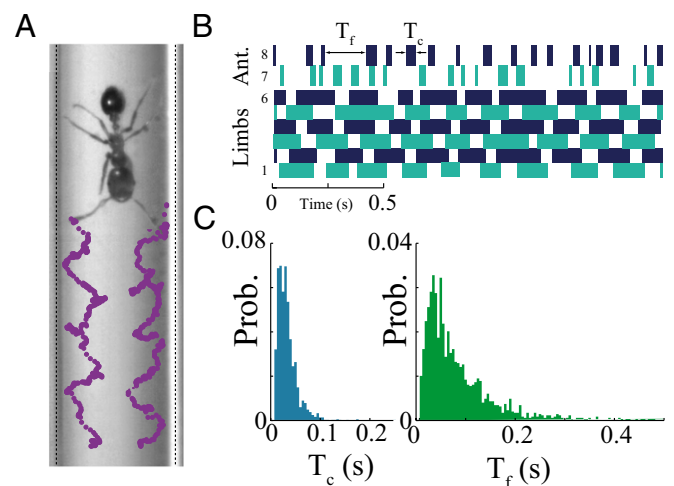 A
B
T_f T_c
Ant.
8
7
Limbs
6
1
0 Time (s) 0.5
C
0.08
Prob.
0
0 0.1 0.2
T_c (s)
0.04
Prob.
0
0 0.2 0.4
T_f (s)